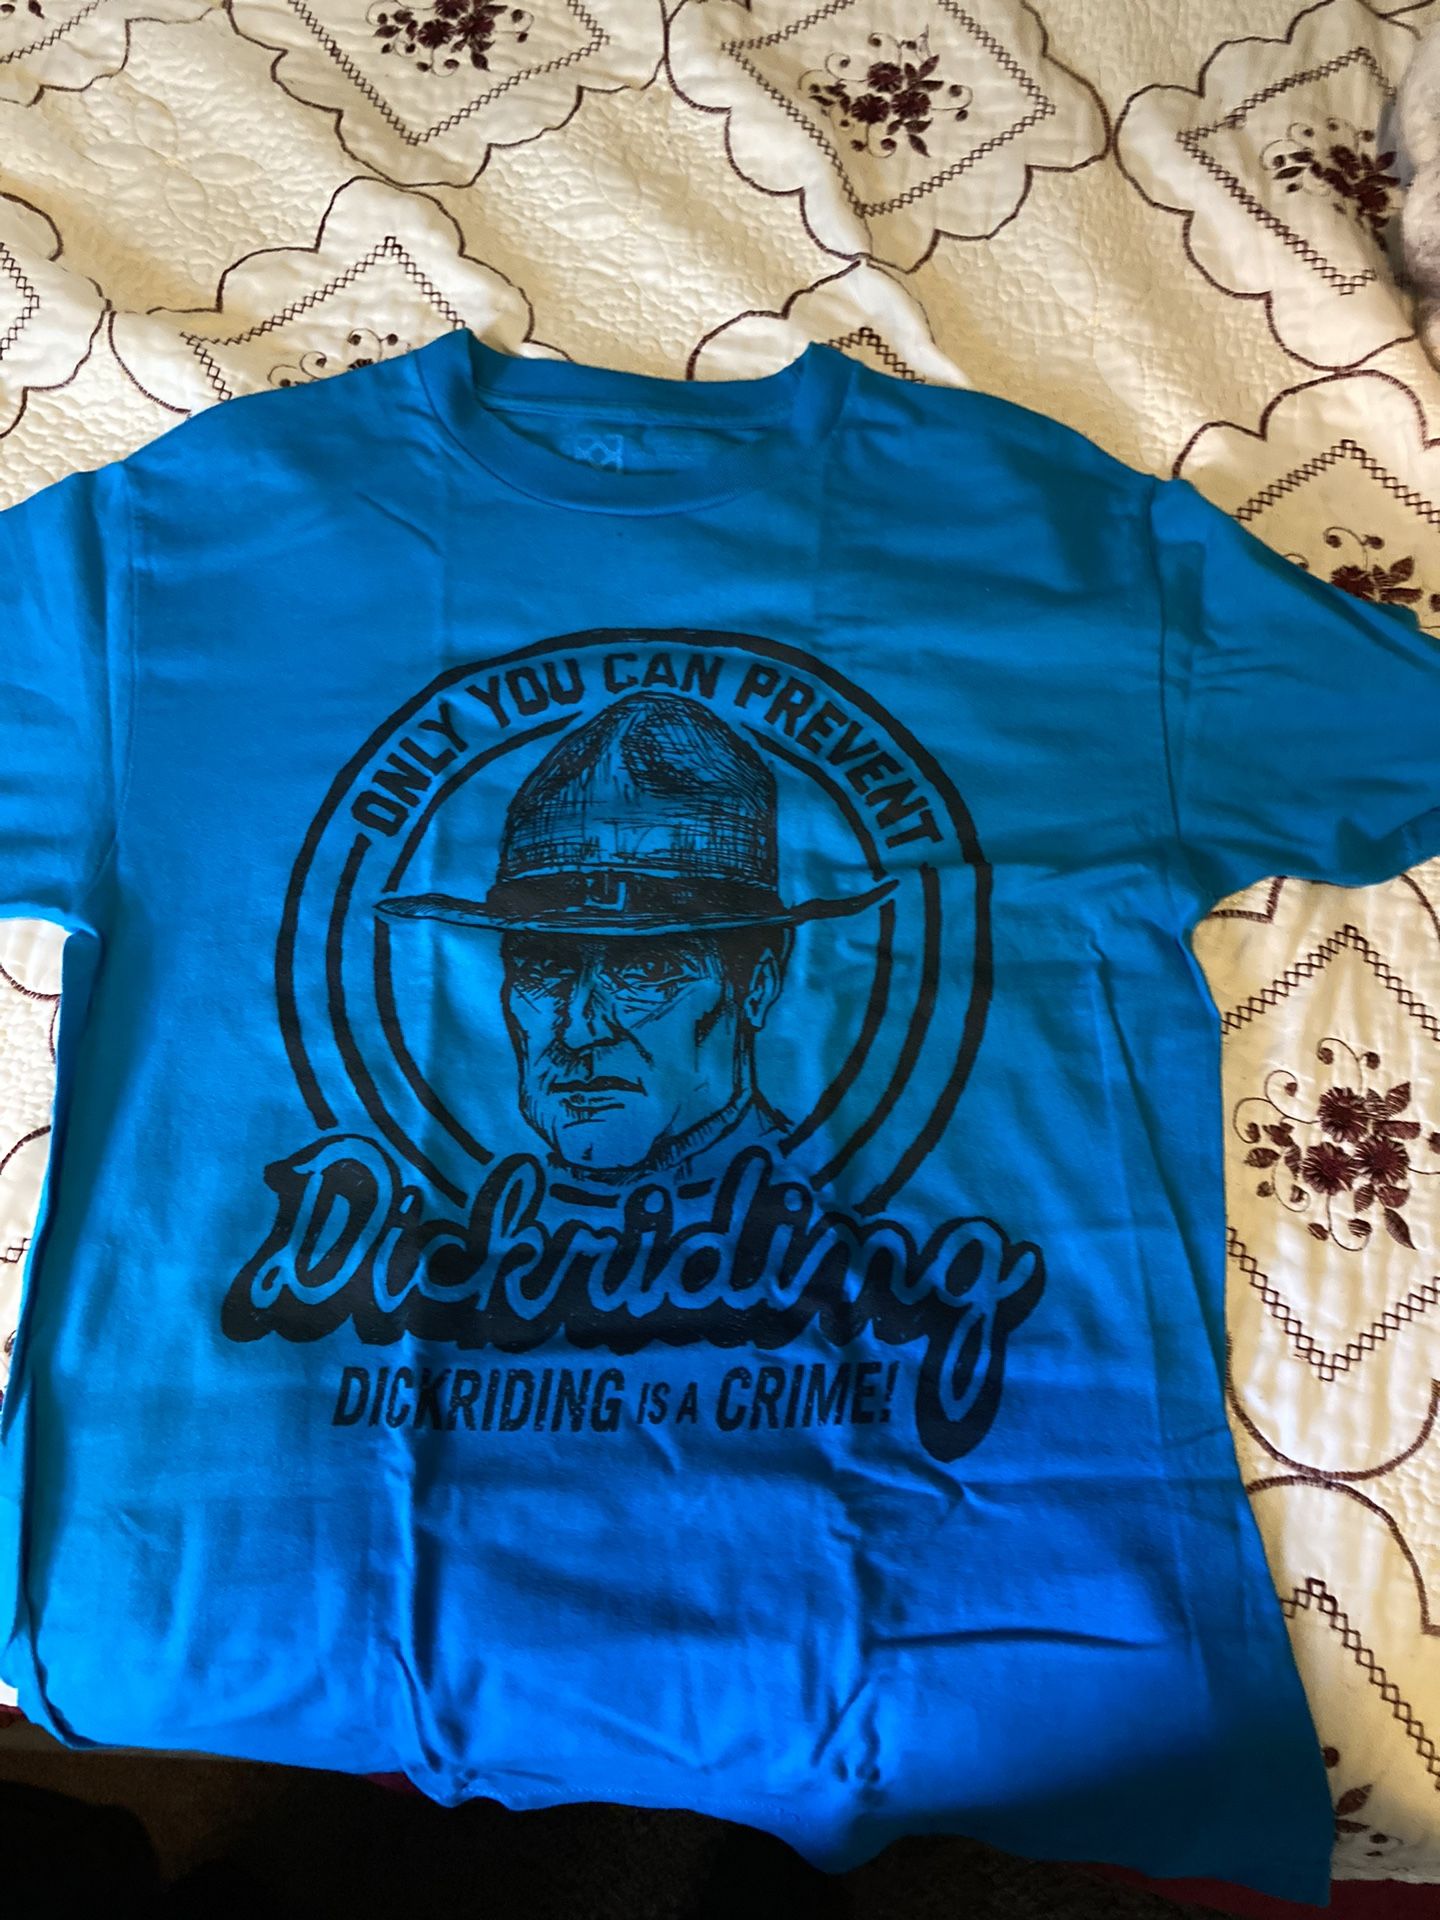 ONLY YOU CAN PREVENT
Dickriding
DICKRIDING IS A CRIME!